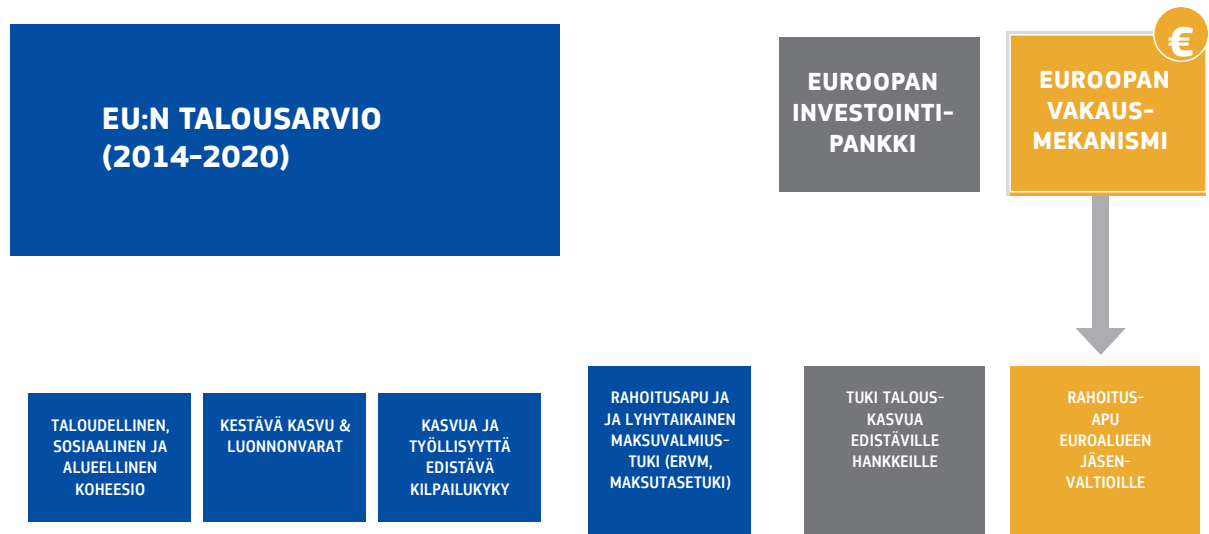 EU:N TALOUSARVIO
(2014-2020)
EUROOPAN
INVESTOINTI-
PANKKI
€
EUROOPAN
VAKAUS-
MEKANISMI
TALOUDELLINEN,
SOSIAALINEN JA
ALUEELLINEN
KOHEESIO
KESTÄVÄ KASVU &
LUONNONVARAT
KASVUA JA
TYÖLLISYYTTÄ
EDISTÄVÄ
KILPAILUKYKY
RAHOITUSAPU JA
JA LYHYTAIKAINEN
MAKSUVALMIUS-
TUKI (ERVM,
MAKSUTASETUKI)
TUKI TALOUS-
KASVUA
EDISTÄVILLE
HANKKEILLE
RAHOITUS-
APU
EUROALUEEN
JÄSEN-
VALTIOILLE